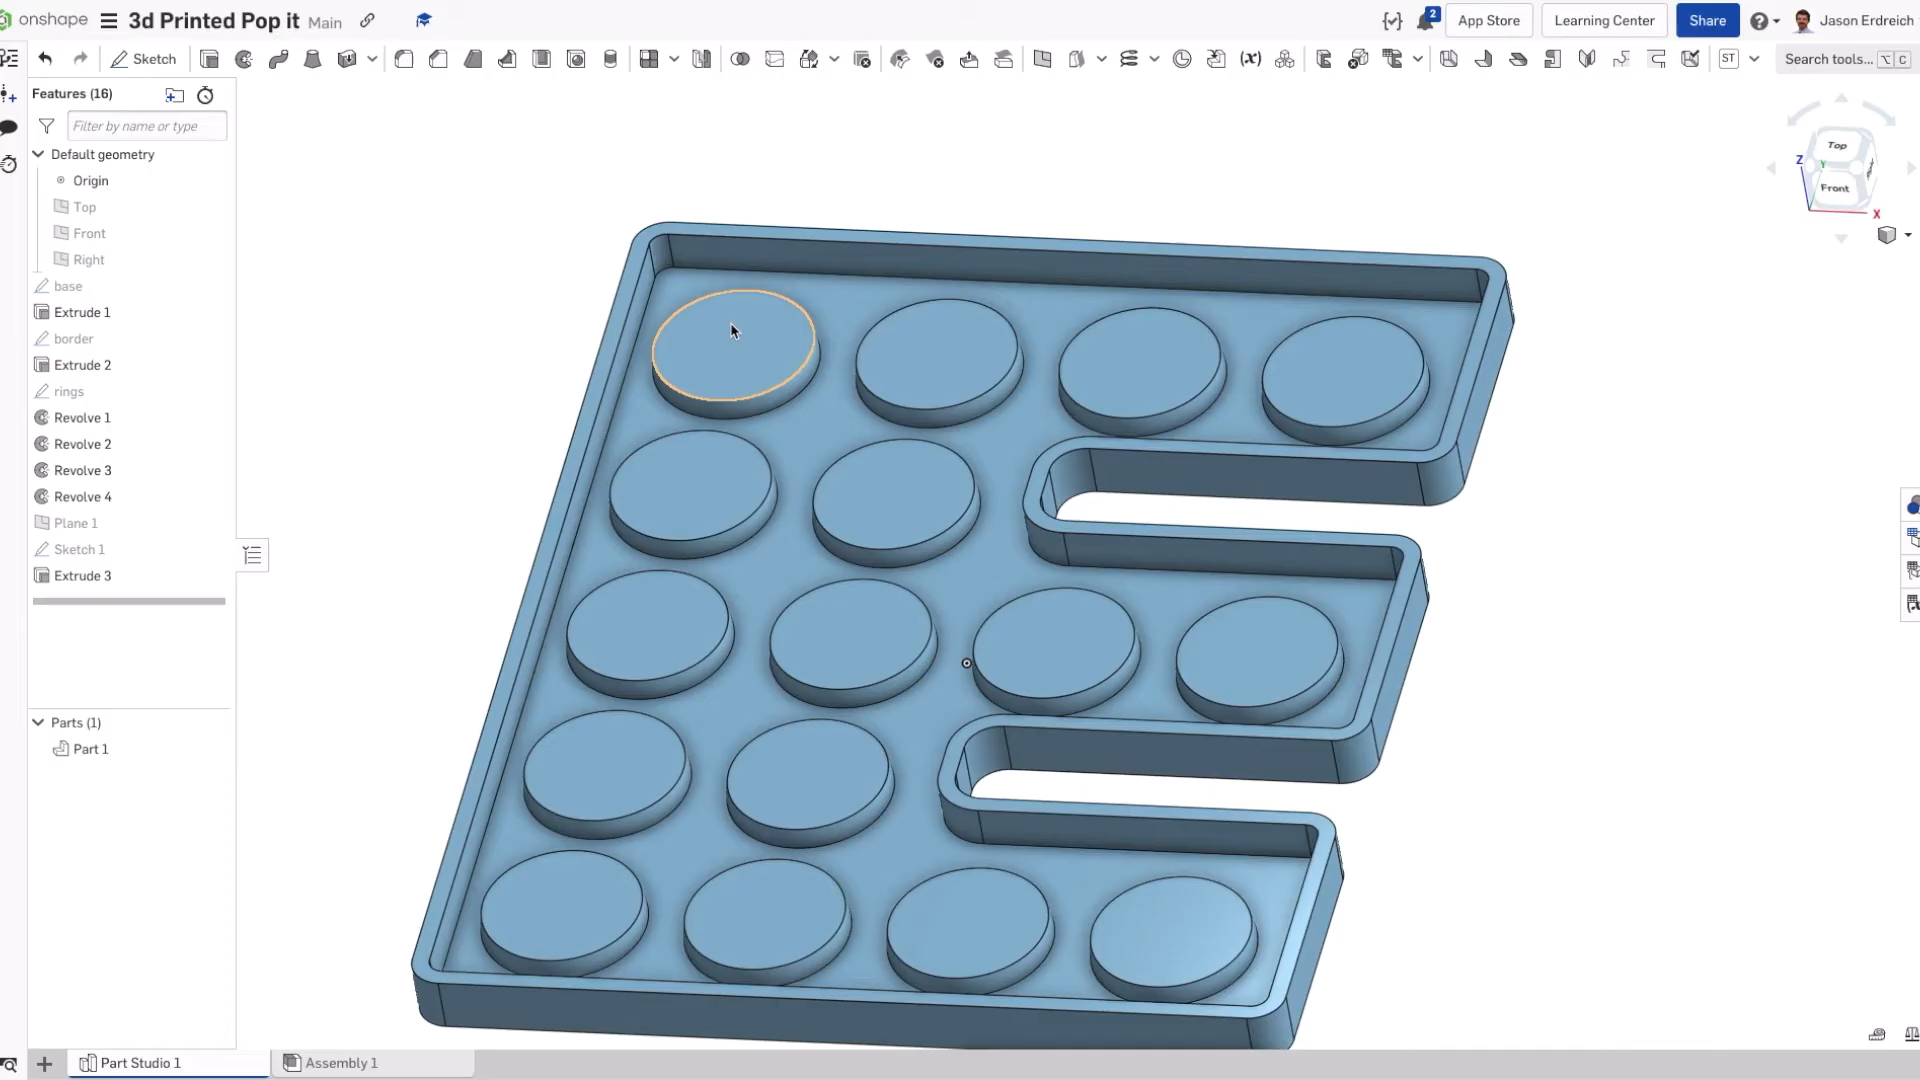 onshape 3d Printed Pop it Main 2 App Store Learning Center Share Jason Erdreich
Sketch (x) ST Search tools... ⌥ C
Features (16)
Filter by name or type
Default geometry
Origin
Top
Front
Right
base
Extrude 1
border
Extrude 2
rings
Revolve 1
Revolve 2
Revolve 3
Revolve 4
Plane 1
Sketch 1
Extrude 3
Parts (1)
Part 1
Top
Z Y
Front
X
Part Studio 1 Assembly 1